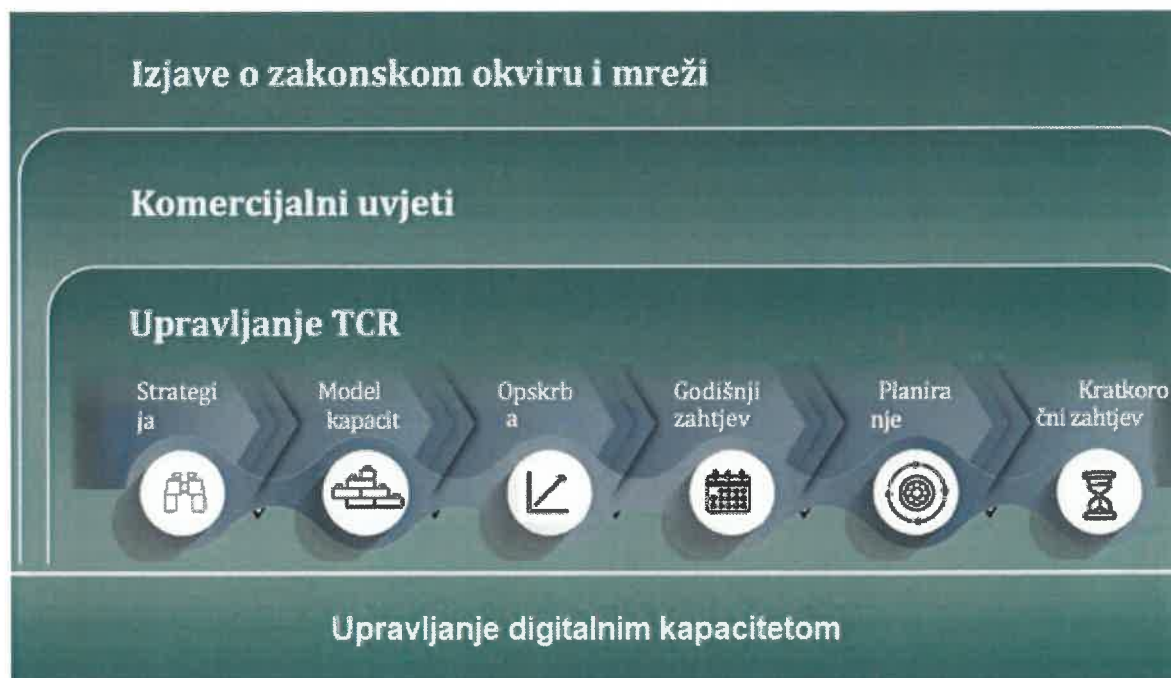 Izjave o zakonskom okviru i mreži
Komercijalni uvjeti
Upravljanje TCR
Strategi
ja
Model
kapacit
Opskrb
a
Godišnji
zahtjev
Planira
nje
Kratkoro
čni zahtjev
Upravljanje digitalnim kapacitetom